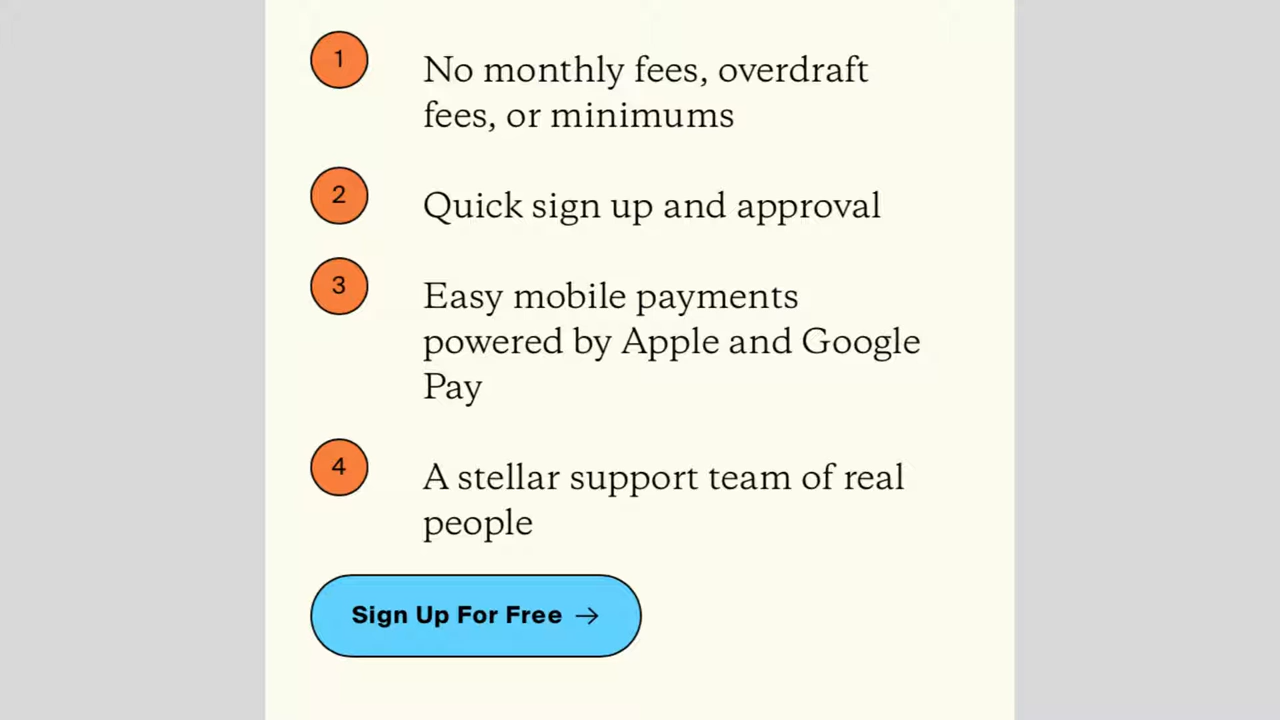 1
No monthly fees, overdraft
fees, or minimums
2
Quick sign up and approval
3
Easy mobile payments
powered by Apple and Google
Pay
4
A stellar support team of real
people
Sign Up For Free →